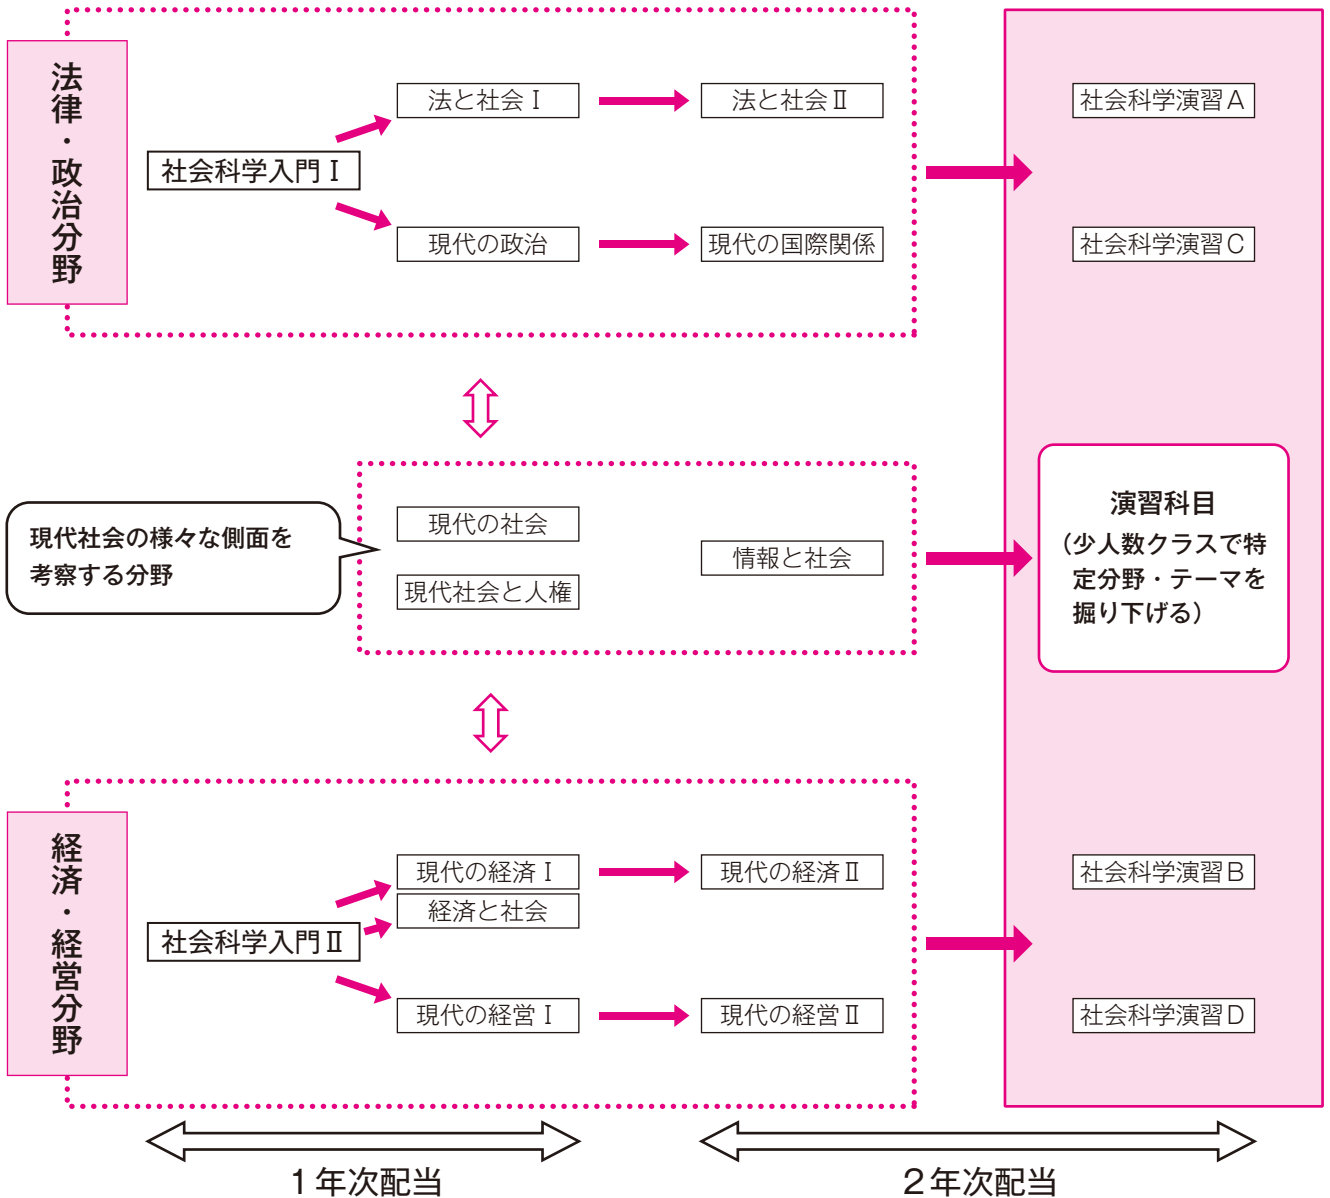 法律・政治分野
社会科学入門Ⅰ
法と社会Ⅰ
法と社会Ⅱ
現代の政治
現代の国際関係
社会科学演習A
社会科学演習C
現代社会の様々な側面を
考察する分野
現代の社会
現代社会と人権
情報と社会
演習科目
（少人数クラスで特
定分野・テーマを
掘り下げる）
経済・経営分野
社会科学入門Ⅱ
現代の経済Ⅰ
経済と社会
現代の経済Ⅱ
現代の経営Ⅰ
現代の経営Ⅱ
社会科学演習B
社会科学演習D
1年次配当
2年次配当